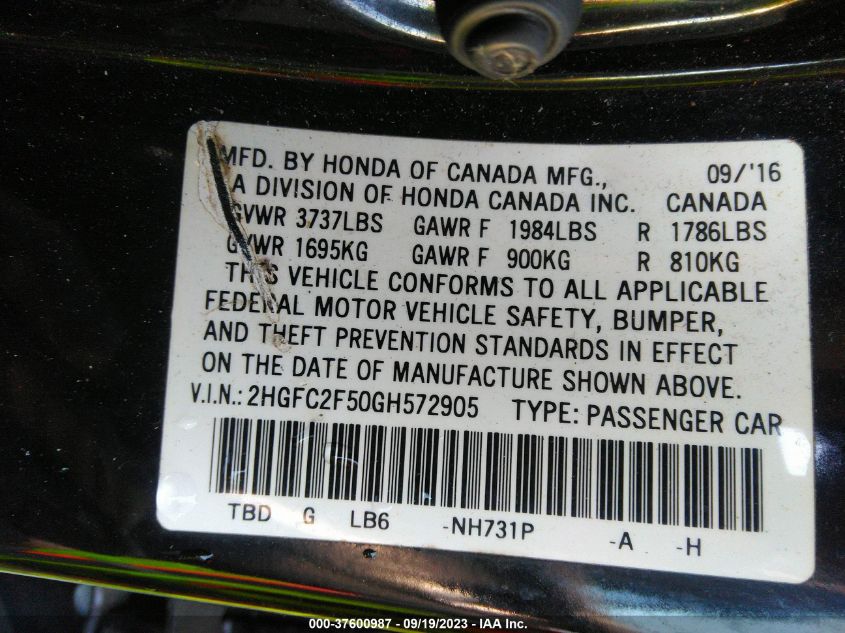 MFD. BY HONDA OF CANADA MFG., 09/'16
A DIVISION OF HONDA CANADA INC. CANADA
GVWR 3737LBS GAWR F 1984LBS R 1786LBS
GVWR 1695KG GAWR F 900KG R 810KG
THIS VEHICLE CONFORMS TO ALL APPLICABLE
FEDERAL MOTOR VEHICLE SAFETY, BUMPER,
AND THEFT PREVENTION STANDARDS IN EFFECT
ON THE DATE OF MANUFACTURE SHOWN ABOVE.
V.I.N.: 2HGFC2F50GH572905 TYPE: PASSENGER CAR
TBD G LB6 -NH731P -A -H
000-37600987 - 09/19/2023 - IAA Inc.